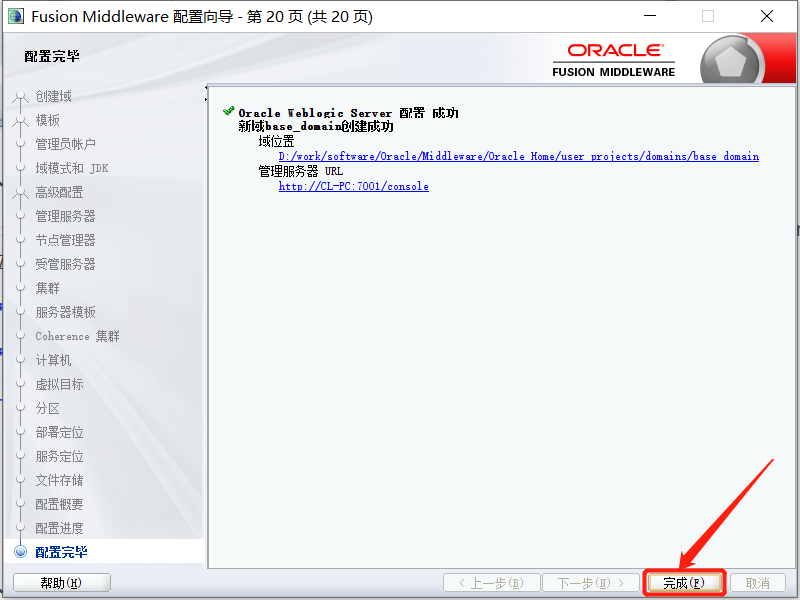 Fusion Middleware 配置向导 - 第 20 页 (共 20 页)
配置完毕
ORACLE
FUSION MIDDLEWARE
创建域
模板
管理员帐户
域模式和 JDK
高级配置
管理服务器
节点管理器
受管服务器
集群
服务器模板
Coherence 集群
计算机
虚拟目标
分区
部署定位
服务定位
文件存储
配置概要
配置进度
配置完毕
Oracle Weblogic Server 配置 成功
新域base_domain创建成功
域位置
D:/work/software/Oracle/Middleware/Oracle_Home/user_projects/domains/base_domain
管理服务器 URL
http://CL-PC:7001/console
帮助(H)
< 上一步(B)
下一步(N) >
完成(F)
取消